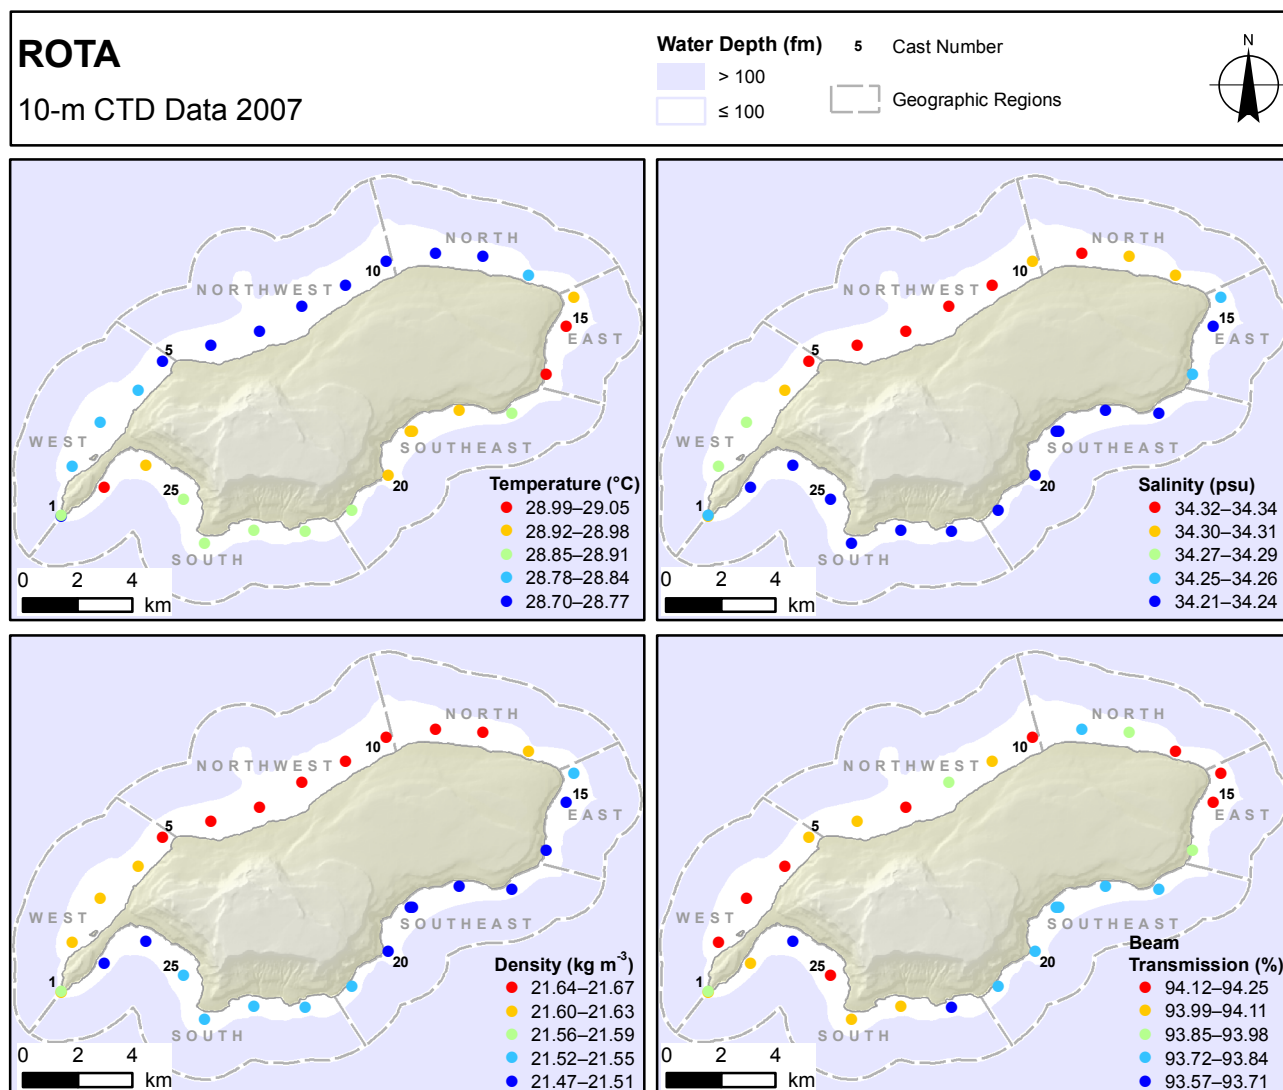 ROTA
10-m CTD Data 2007
Water Depth (fm)
> 100
≤ 100
5 Cast Number
Geographic Regions
N
NORTH
10
NORTHWEST
15
EAST
5
WEST
SOUTHEAST
20
25
1
SOUTH
Temperature (°C)
28.99–29.05
28.92–28.98
28.85–28.91
28.78–28.84
28.70–28.77
0 2 4
km
NORTH
10
NORTHWEST
15
EAST
5
WEST
SOUTHEAST
20
25
1
SOUTH
Salinity (psu)
34.32–34.34
34.30–34.31
34.27–34.29
34.25–34.26
34.21–34.24
0 2 4
km
NORTH
10
NORTHWEST
15
EAST
5
WEST
SOUTHEAST
20
25
1
SOUTH
Density (kg m⁻³)
21.64–21.67
21.60–21.63
21.56–21.59
21.52–21.55
21.47–21.51
0 2 4
km
NORTH
10
NORTHWEST
15
EAST
5
WEST
SOUTHEAST
20
25
1
SOUTH
Beam
Transmission (%)
94.12–94.25
93.99–94.11
93.85–93.98
93.72–93.84
93.57–93.71
0 2 4
km